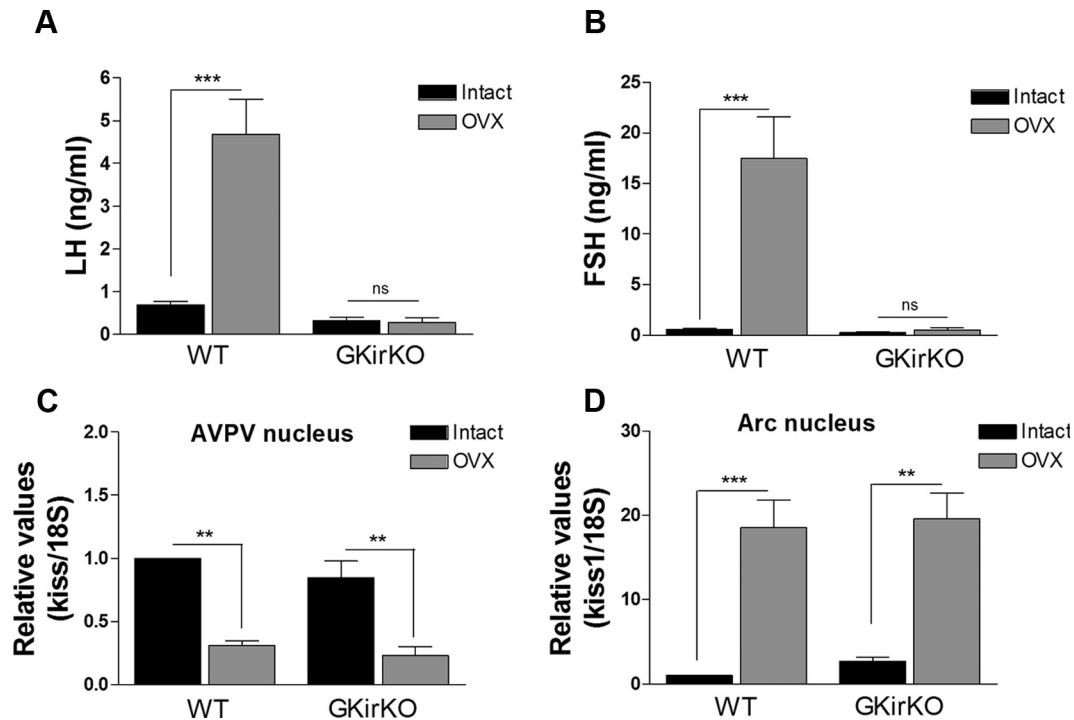 A
LH (ng/ml)
6
5
4
3
2
1
0
***
ns
Intact
OVX
WT
GKirKO
B
FSH (ng/ml)
25
20
15
10
5
0
***
ns
Intact
OVX
WT
GKirKO
C
AVPV nucleus
Relative values
(kiss/18S)
2.0
1.5
1.0
0.5
0.0
**
**
Intact
OVX
WT
GKirKO
D
Arc nucleus
Relative values
(kiss1/18S)
30
20
10
0
***
**
Intact
OVX
WT
GKirKO